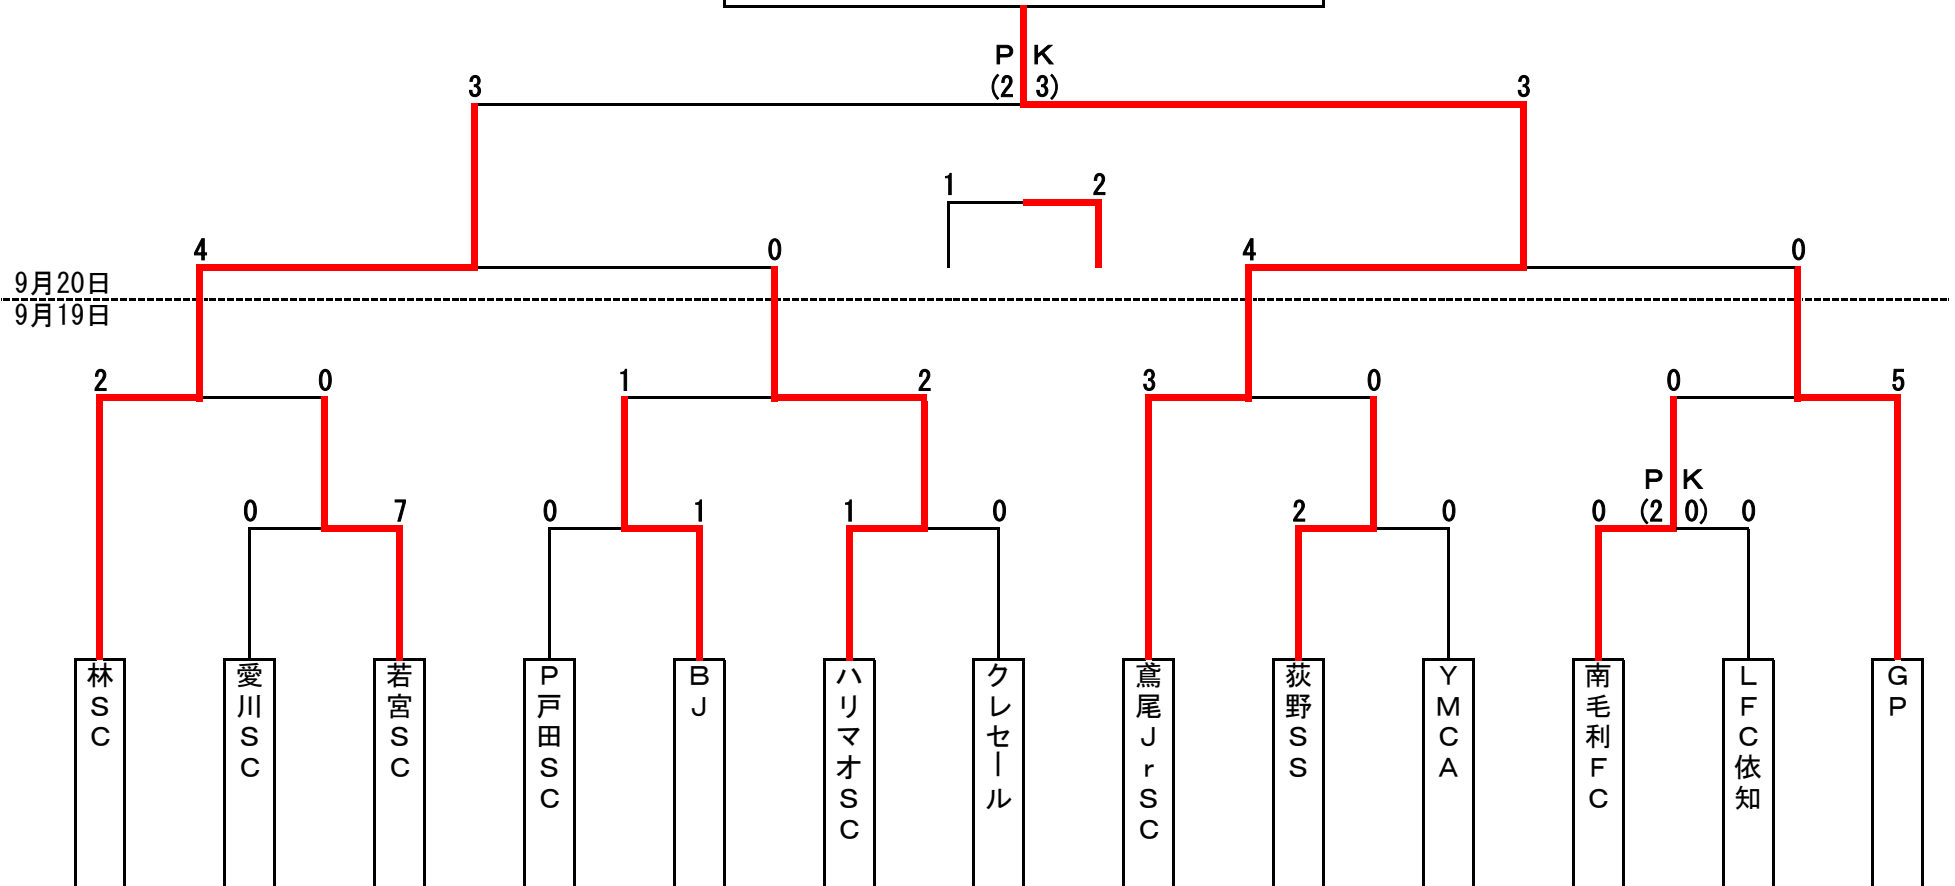 P K
3 (2 3) 3
1 2
4 0 4 0
9月20日
9月19日
2 0 1 2 3 0 0 5
P K
0 7 0 1 1 0 2 0 0 (2 0) 0
林SC
愛川SC
若宮SC
P戸田SC
BJ
ハリマオSC
クレセール
鳶尾JrSC
荻野SS
YMCA
南毛利FC
LFC依知
GP